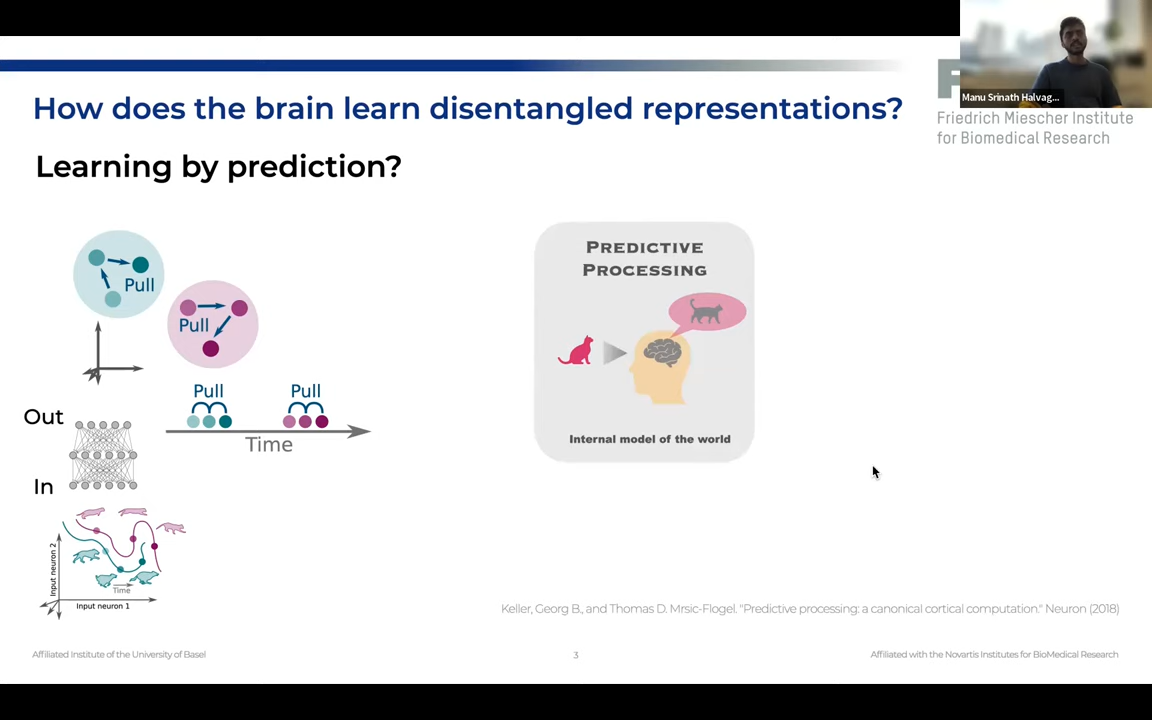 Manu Srinath Halvag...
Friedrich Miescher Institute
for Biomedical Research
How does the brain learn disentangled representations?
Learning by prediction?
Pull
Pull
Pull
Pull
Time
Out
In
Input neuron 2
Time
Input neuron 1
PREDICTIVE
PROCESSING
Internal model of the world
Keller, Georg B., and Thomas D. Mrsic-Flogel. "Predictive processing: a canonical cortical computation." Neuron (2018)
Affiliated Institute of the University of Basel
3
Affiliated with the Novartis Institutes for BioMedical Research